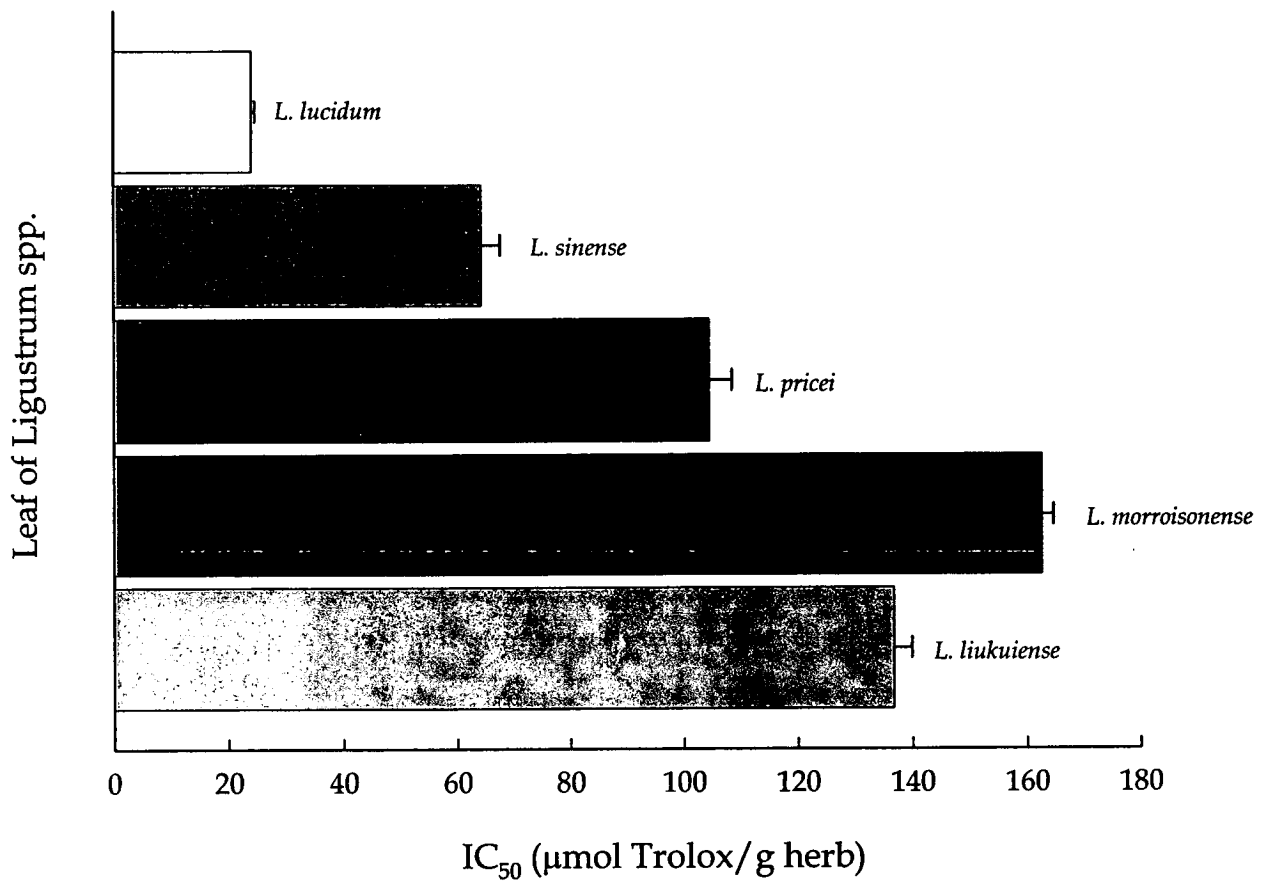 Leaf of Ligustrum spp.
L. lucidum
L. sinense
L. pricei
L. morroisonense
L. liukuiense
0 20 40 60 80 100 120 140 160 180
IC50 (μmol Trolox/g herb)